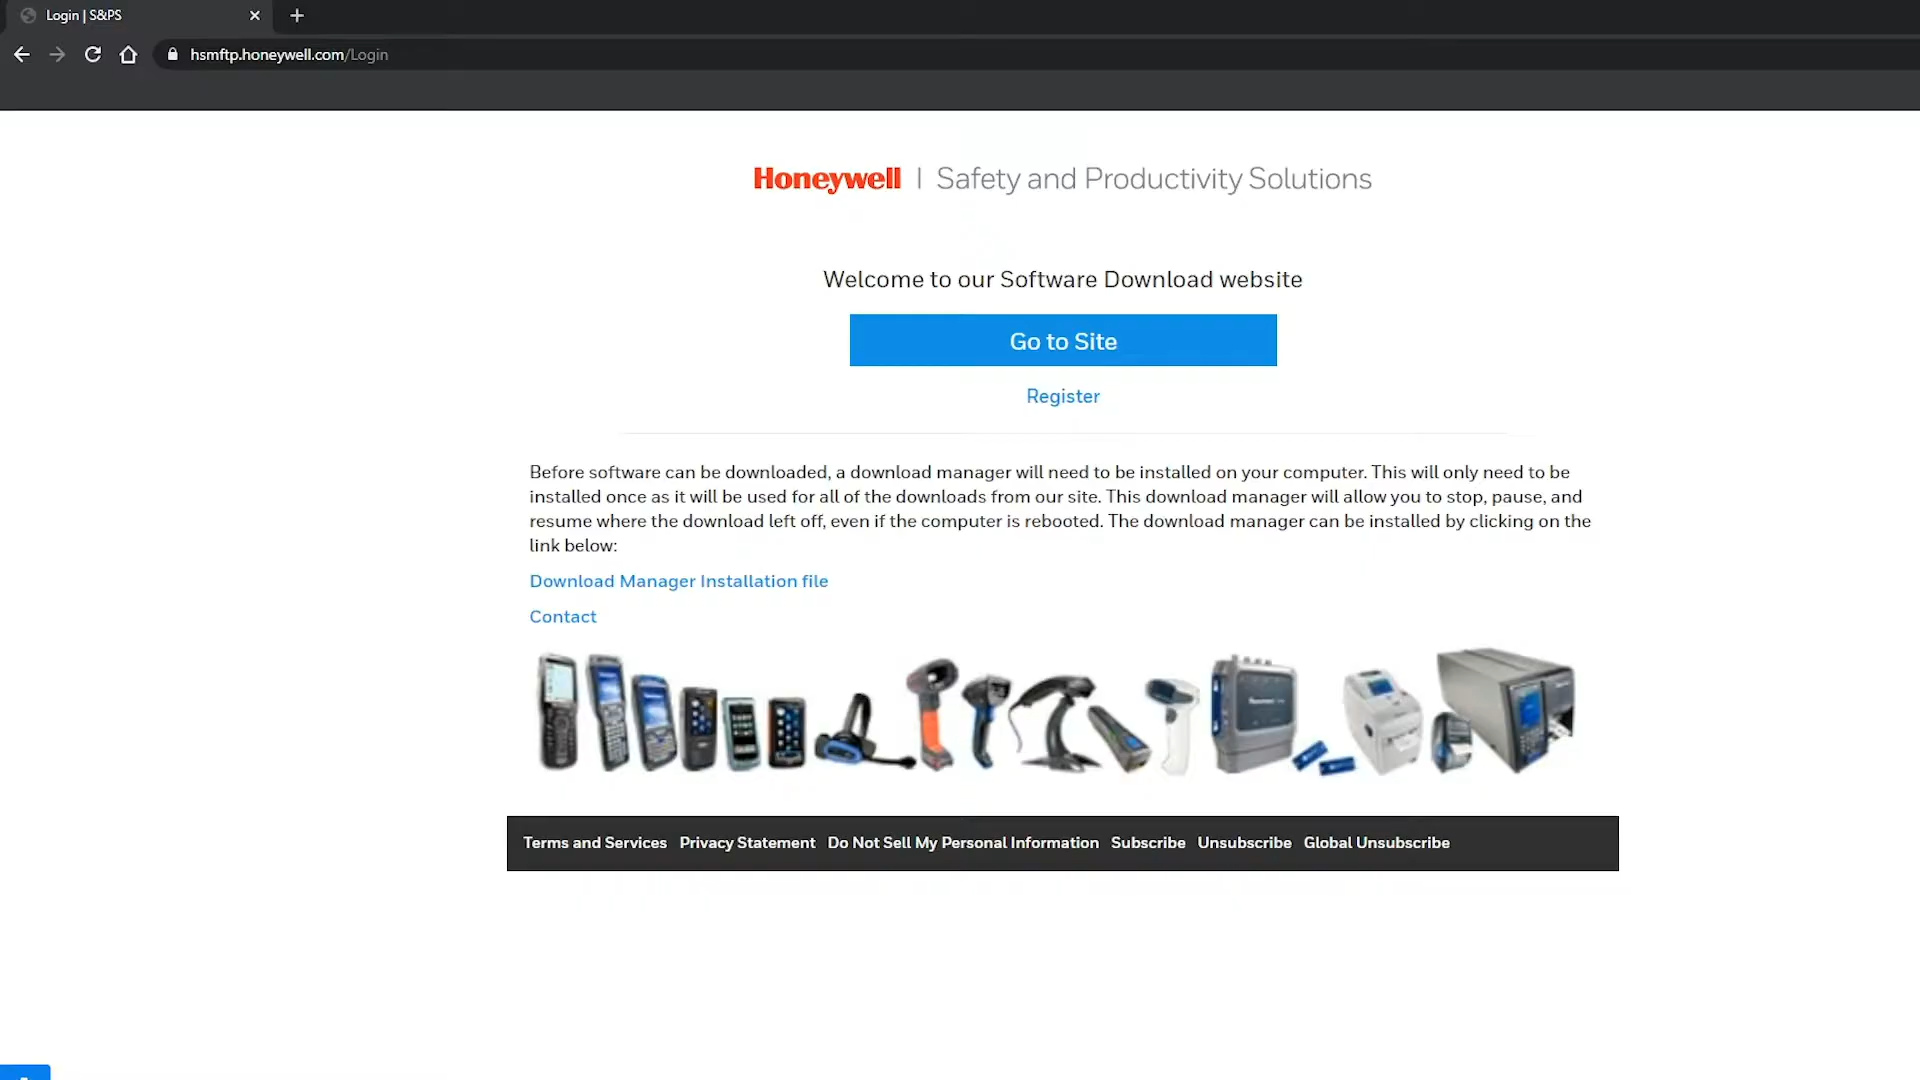 Login | S&PS
hsmftp.honeywell.com/Login
Honeywell | Safety and Productivity Solutions
Welcome to our Software Download website
Go to Site
Register
Before software can be downloaded, a download manager will need to be installed on your computer. This will only need to be
installed once as it will be used for all of the downloads from our site. This download manager will allow you to stop, pause, and
resume where the download left off, even if the computer is rebooted. The download manager can be installed by clicking on the
link below:
Download Manager Installation file
Contact
Terms and Services Privacy Statement Do Not Sell My Personal Information Subscribe Unsubscribe Global Unsubscribe